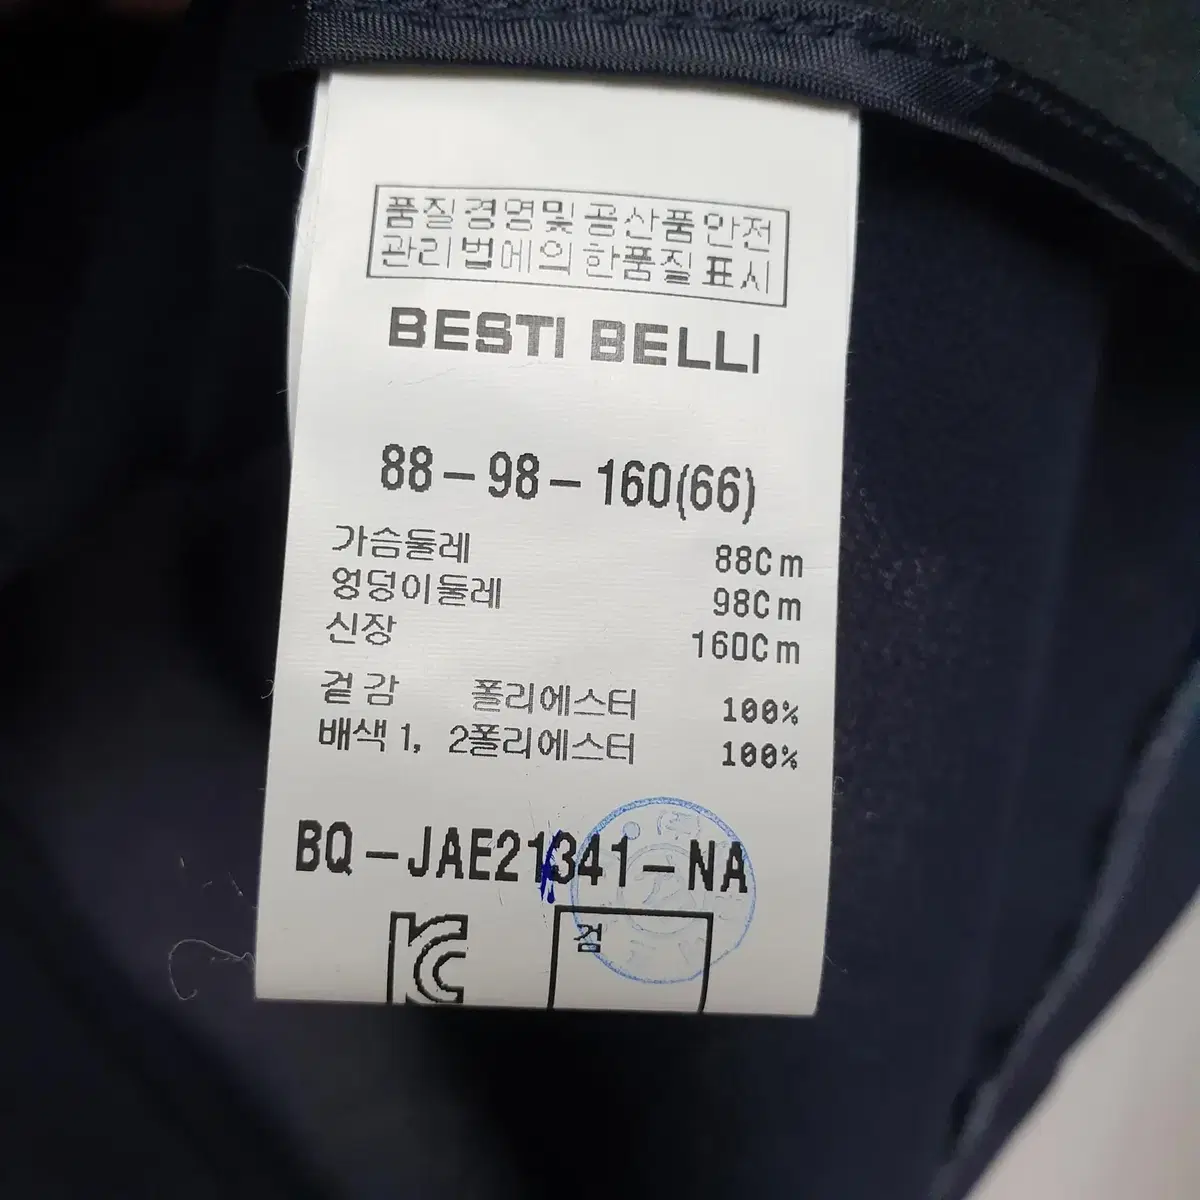 품질경영및 공산품안전
관리법에의 한품질表시
BESTI BELLI
88-98-160(66)
가슴둘레 88Cm
엉덩이둘레 98Cm
신장 160Cm
겉감 폴리에스터 100%
배색1, 2폴리에스터 100%
BQ-JAE21341-NA
(주)
KC
검